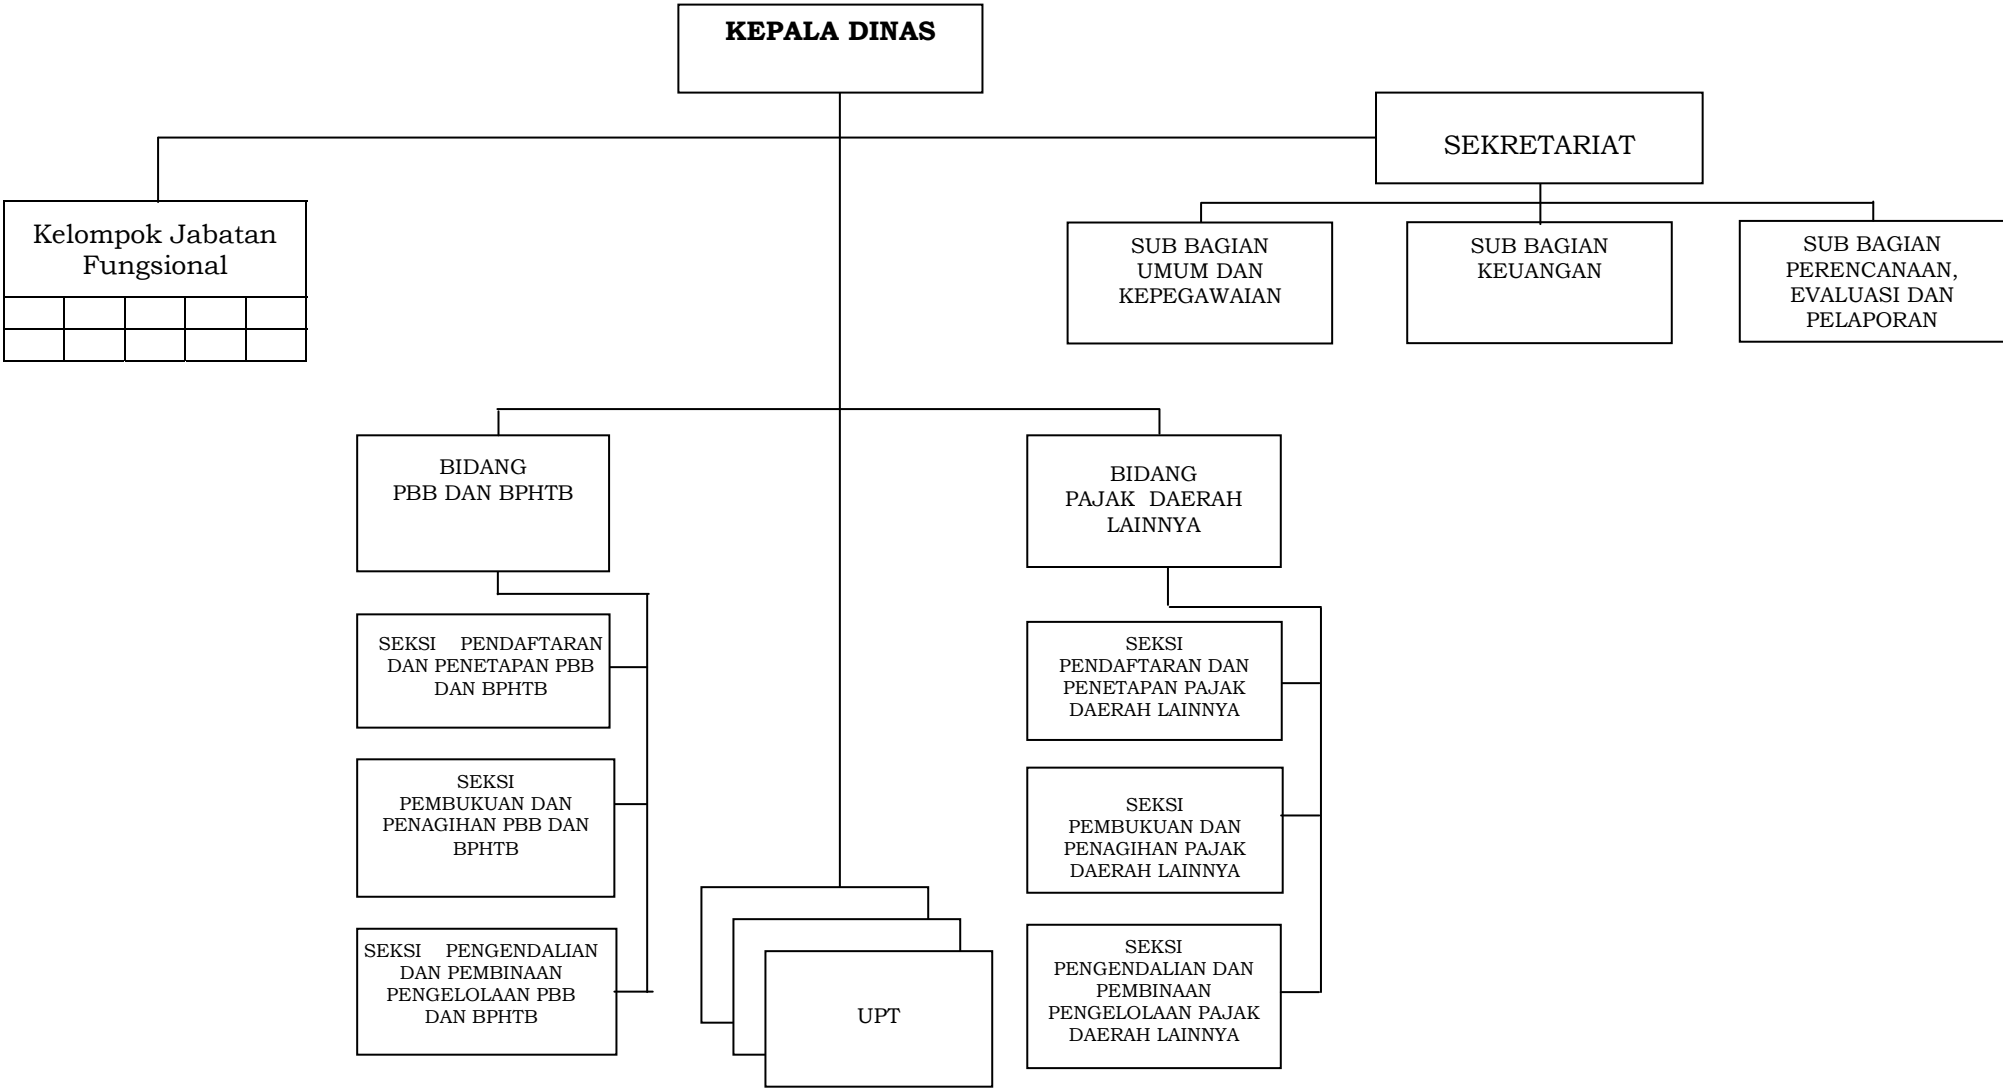 KEPALA DINAS
SEKRETARIAT
Kelompok Jabatan
Fungsional
SUB BAGIAN
UMUM DAN
KEPEGAWAIAN
SUB BAGIAN
KEUANGAN
SUB BAGIAN
PERENCANAAN,
EVALUASI DAN
PELAPORAN
BIDANG
PBB DAN BPHTB
BIDANG
PAJAK DAERAH
LAINNYA
SEKSI PENDAFTARAN
DAN PENETAPAN PBB
DAN BPHTB
SEKSI
PEMBUKUAN DAN
PENAGIHAN PBB DAN
BPHTB
SEKSI PENGENDALIAN
DAN PEMBINAAN
PENGELOLAAN PBB
DAN BPHTB
UPT
SEKSI
PENDAFTARAN DAN
PENETAPAN PAJAK
DAERAH LAINNYA
SEKSI
PEMBUKUAN DAN
PENAGIHAN PAJAK
DAERAH LAINNYA
SEKSI
PENGENDALIAN DAN
PEMBINAAN
PENGELOLAAN PAJAK
DAERAH LAINNYA